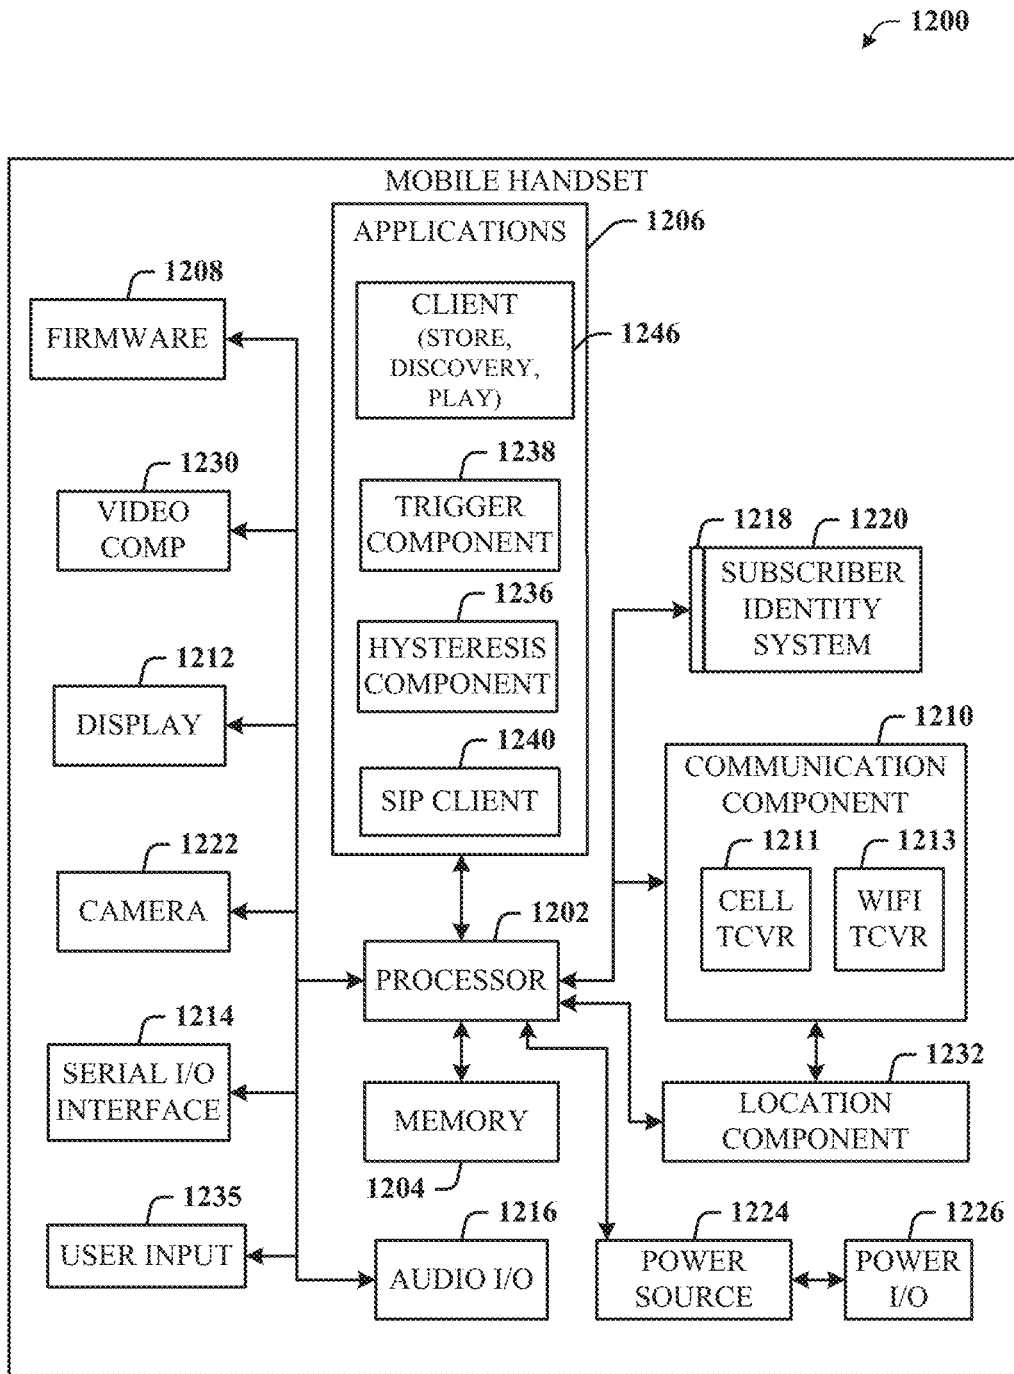 1200
MOBILE HANDSET
APPLICATIONS
1206
CLIENT
(STORE,
DISCOVERY,
PLAY)
1246
1238
TRIGGER
COMPONENT
1236
HYSTERESIS
COMPONENT
1240
SIP CLIENT
1208
FIRMWARE
1230
VIDEO
COMP
1212
DISPLAY
1222
CAMERA
1214
SERIAL I/O
INTERFACE
1235
USER INPUT
1202
PROCESSOR
MEMORY
1204
1216
AUDIO I/O
1218
1220
SUBSCRIBER
IDENTITY
SYSTEM
1210
COMMUNICATION
COMPONENT
1211
CELL
TCVR
1213
WIFI
TCVR
1232
LOCATION
COMPONENT
1224
POWER
SOURCE
1226
POWER
I/O